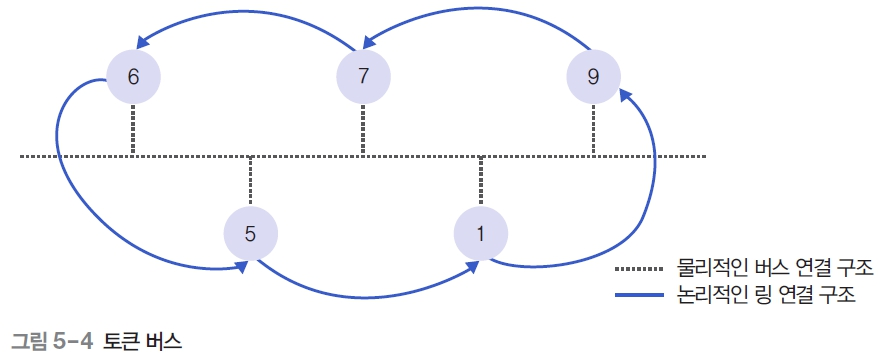 6
7
9
5
1
물리적인 버스 연결 구조
논리적인 링 연결 구조
그림 5-4 토큰 버스